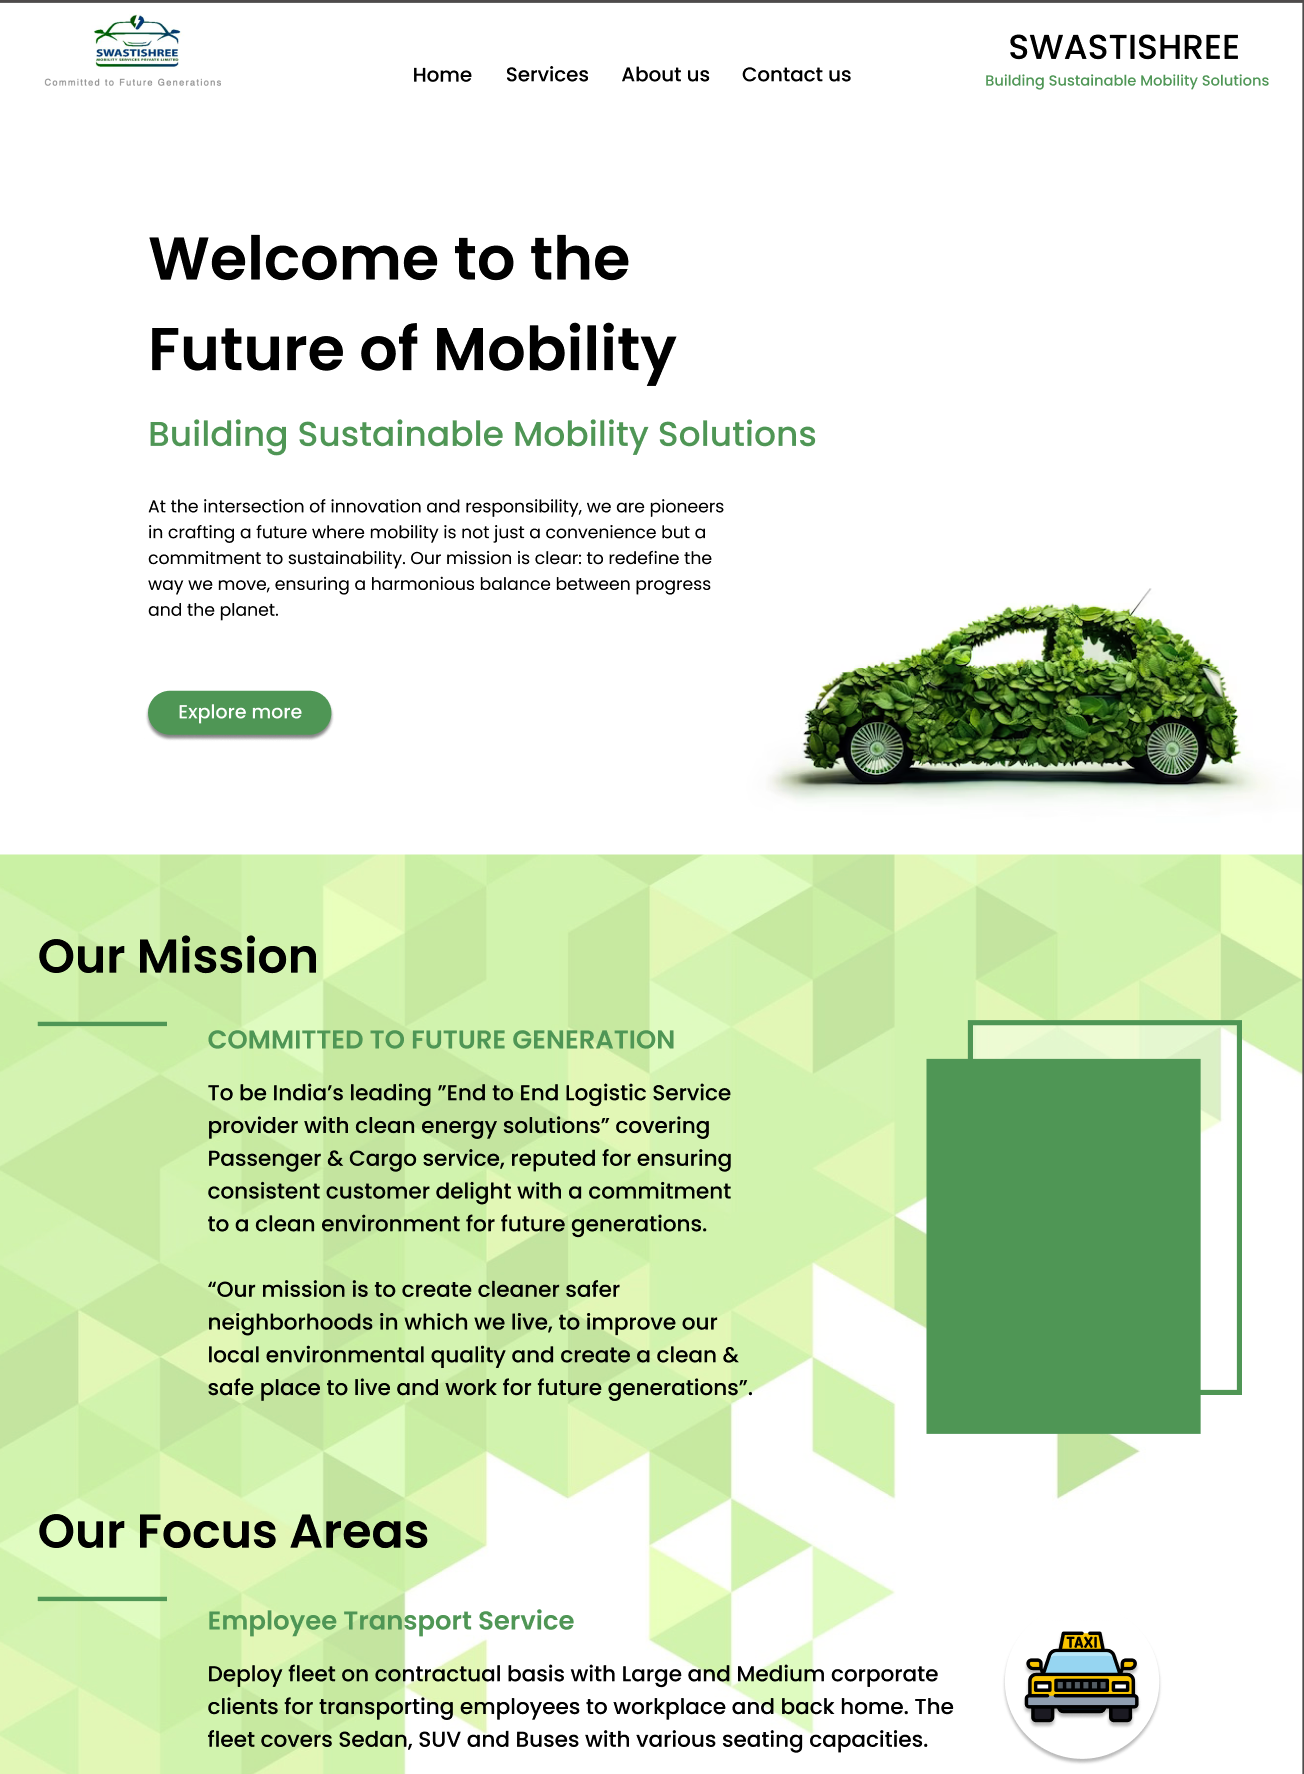 SWASTISHREE
MOBILITY SERVICES PRIVATE LIMITED
Committed to Future Generations
Home Services About us Contact us
SWASTISHREE
Building Sustainable Mobility Solutions
Welcome to the
Future of Mobility
Building Sustainable Mobility Solutions
At the intersection of innovation and responsibility, we are pioneers
in crafting a future where mobility is not just a convenience but a
commitment to sustainability. Our mission is clear: to redefine the
way we move, ensuring a harmonious balance between progress
and the planet.
Explore more
Our Mission
COMMITTED TO FUTURE GENERATION
To be India’s leading ”End to End Logistic Service
provider with clean energy solutions” covering
Passenger & Cargo service, reputed for ensuring
consistent customer delight with a commitment
to a clean environment for future generations.
“Our mission is to create cleaner safer
neighborhoods in which we live, to improve our
local environmental quality and create a clean &
safe place to live and work for future generations”.
Our Focus Areas
Employee Transport Service
Deploy fleet on contractual basis with Large and Medium corporate
clients for transporting employees to workplace and back home. The
fleet covers Sedan, SUV and Buses with various seating capacities.
TAXI